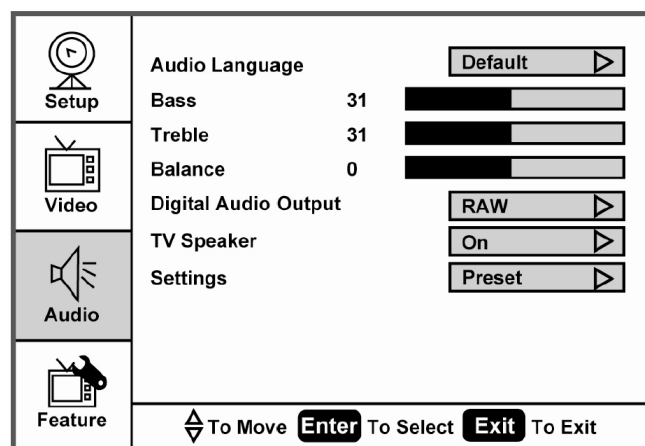 Setup
Video
Audio
Feature
Audio Language Default
Bass 31
Treble 31
Balance 0
Digital Audio Output RAW
TV Speaker On
Settings Preset
To Move Enter To Select Exit To Exit